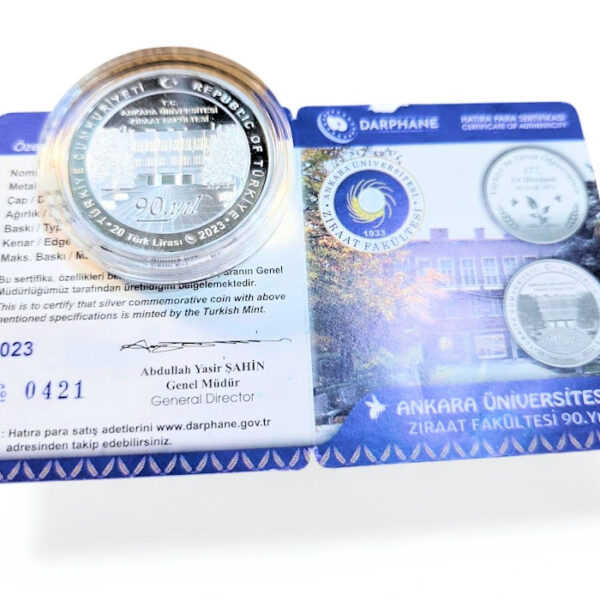 TÜRKİYE CUMHURİYETİ
REPUBLIC OF TÜRKİYE
T.C.
ANKARA ÜNİVERSİTESİ
ZİRAAT FAKÜLTESİ
90.yıl
20 Türk Lirası
2023
Metal
Çap / D
Ağırlık /
Baskı / Typ
Kenar / Edge
Maks. Baskı / M
Bu sertifika, özellikleri be
Genel
Müdürlüğümüz tarafından üretildiğini belgelemektedir.
This is to certify that silver commemorative coin with above
mentioned specifications is minted by the Turkish Mint.
2023
Abdullah Yasir ŞAHİN
Genel Müdür
General Director
No 0421
: Hatıra para satış adetlerini www.darphane.gov.tr
adresinden takip edebilirsiniz.
DARPHANE
HATIRA PARA SERTİFİKASI
CERTIFICATE OF AUTHENTICITY
ANKARA ÜNİVERSİTESİ
1933
ZİRAAT FAKÜLTESİ
ANKARA ÜNİVERSİTES
ZİRAAT FAKÜLTESİ 90.Yı